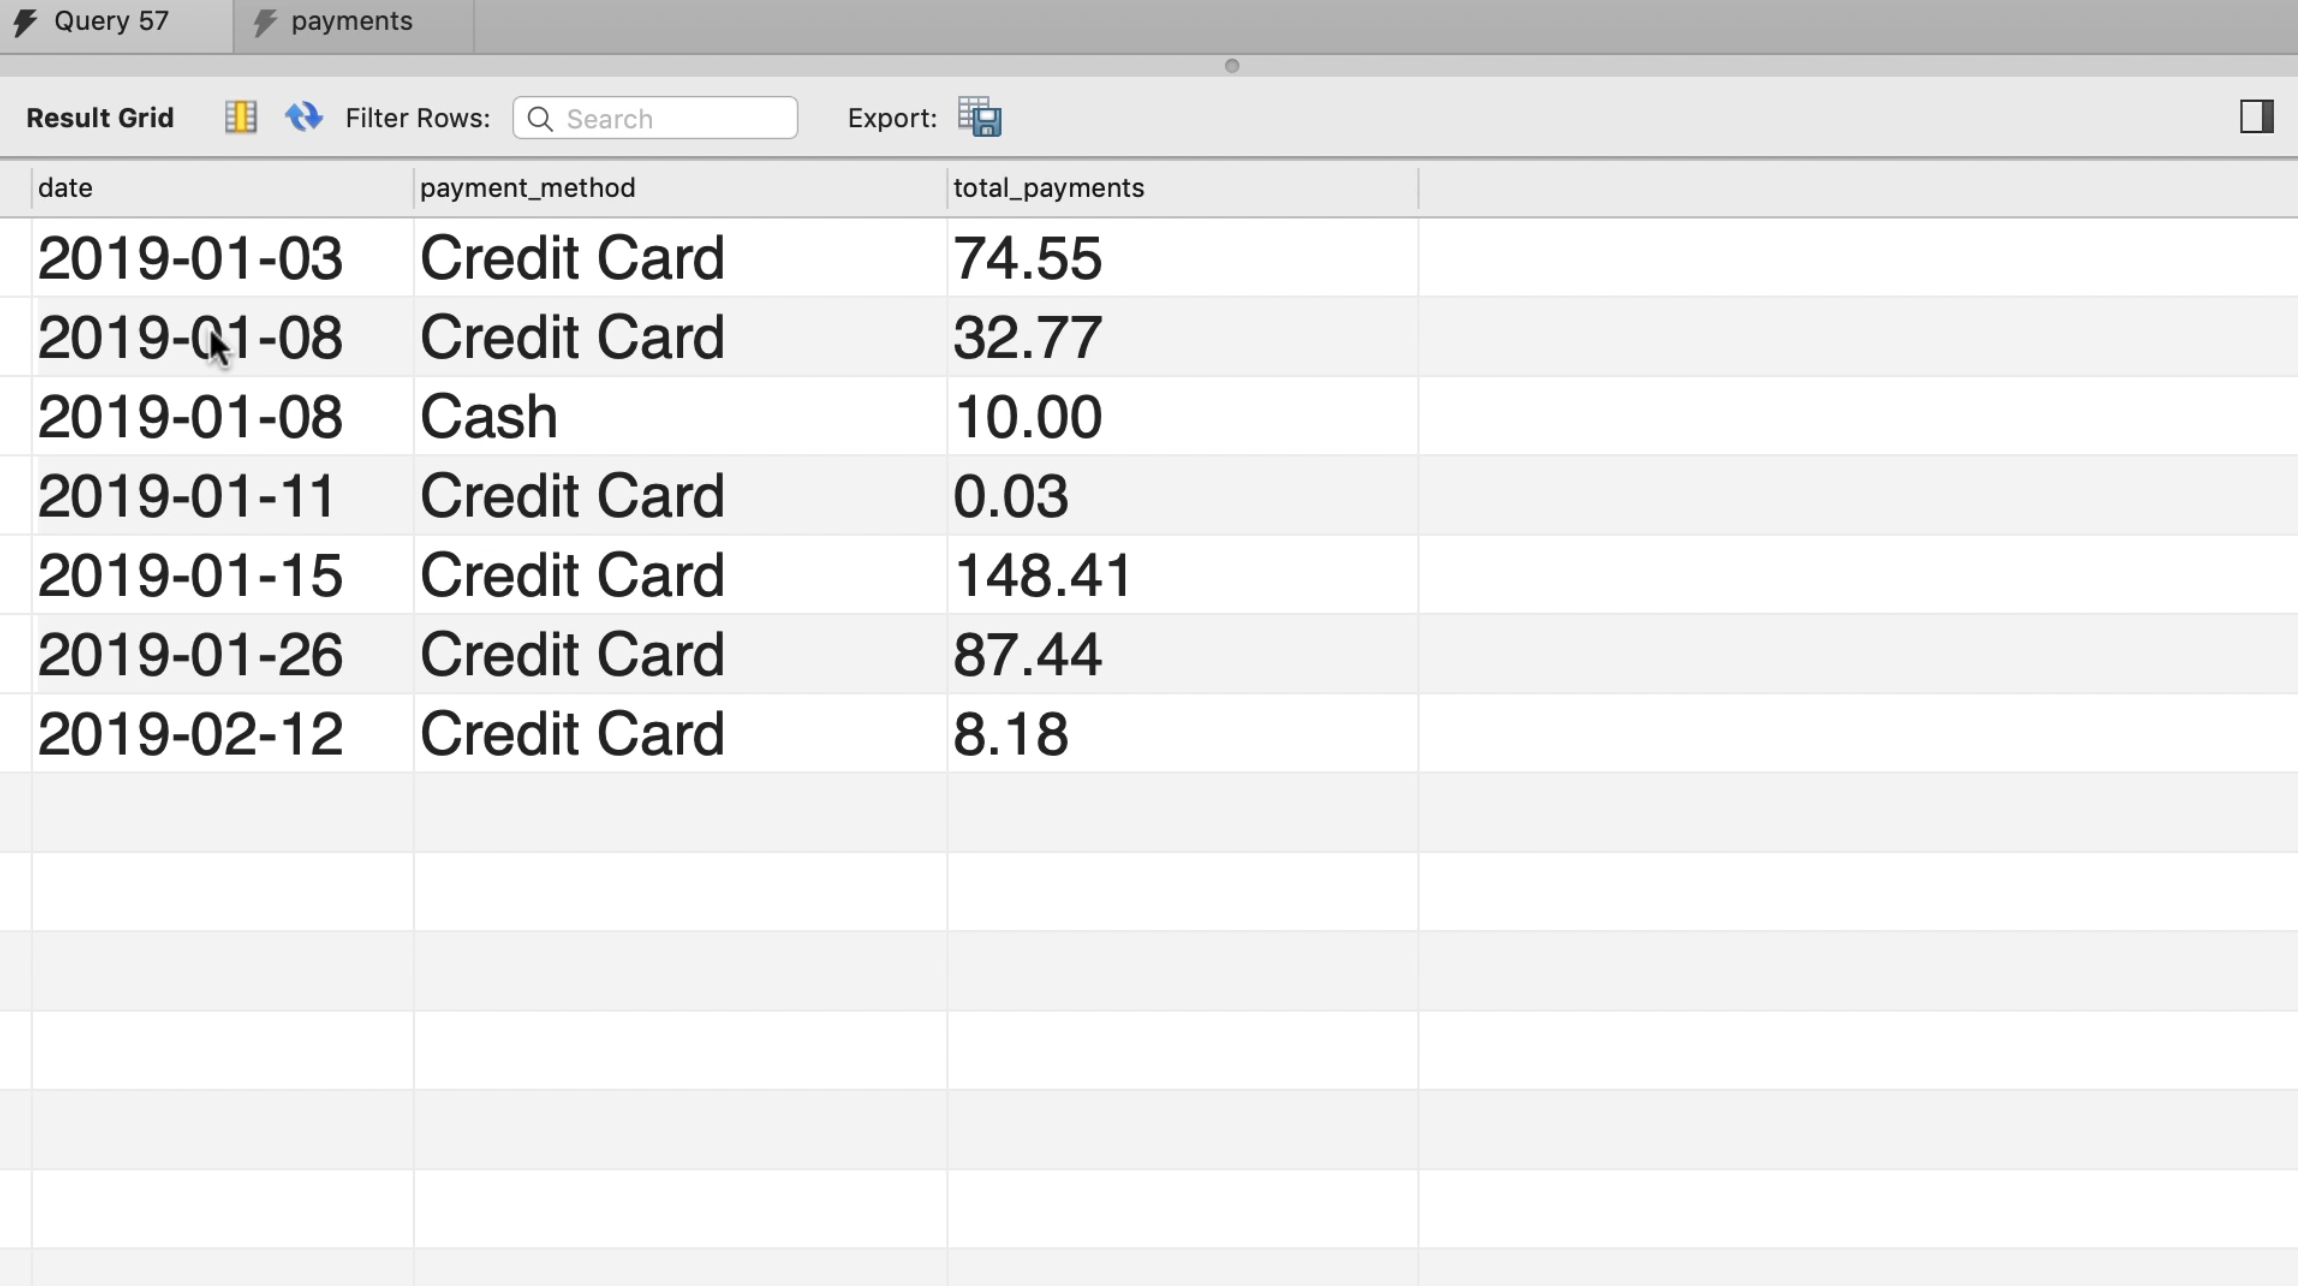 Query 57 payments
Result Grid Filter Rows: Search Export:
date payment_method total_payments
2019-01-03 Credit Card 74.55
2019-01-08 Credit Card 32.77
2019-01-08 Cash 10.00
2019-01-11 Credit Card 0.03
2019-01-15 Credit Card 148.41
2019-01-26 Credit Card 87.44
2019-02-12 Credit Card 8.18